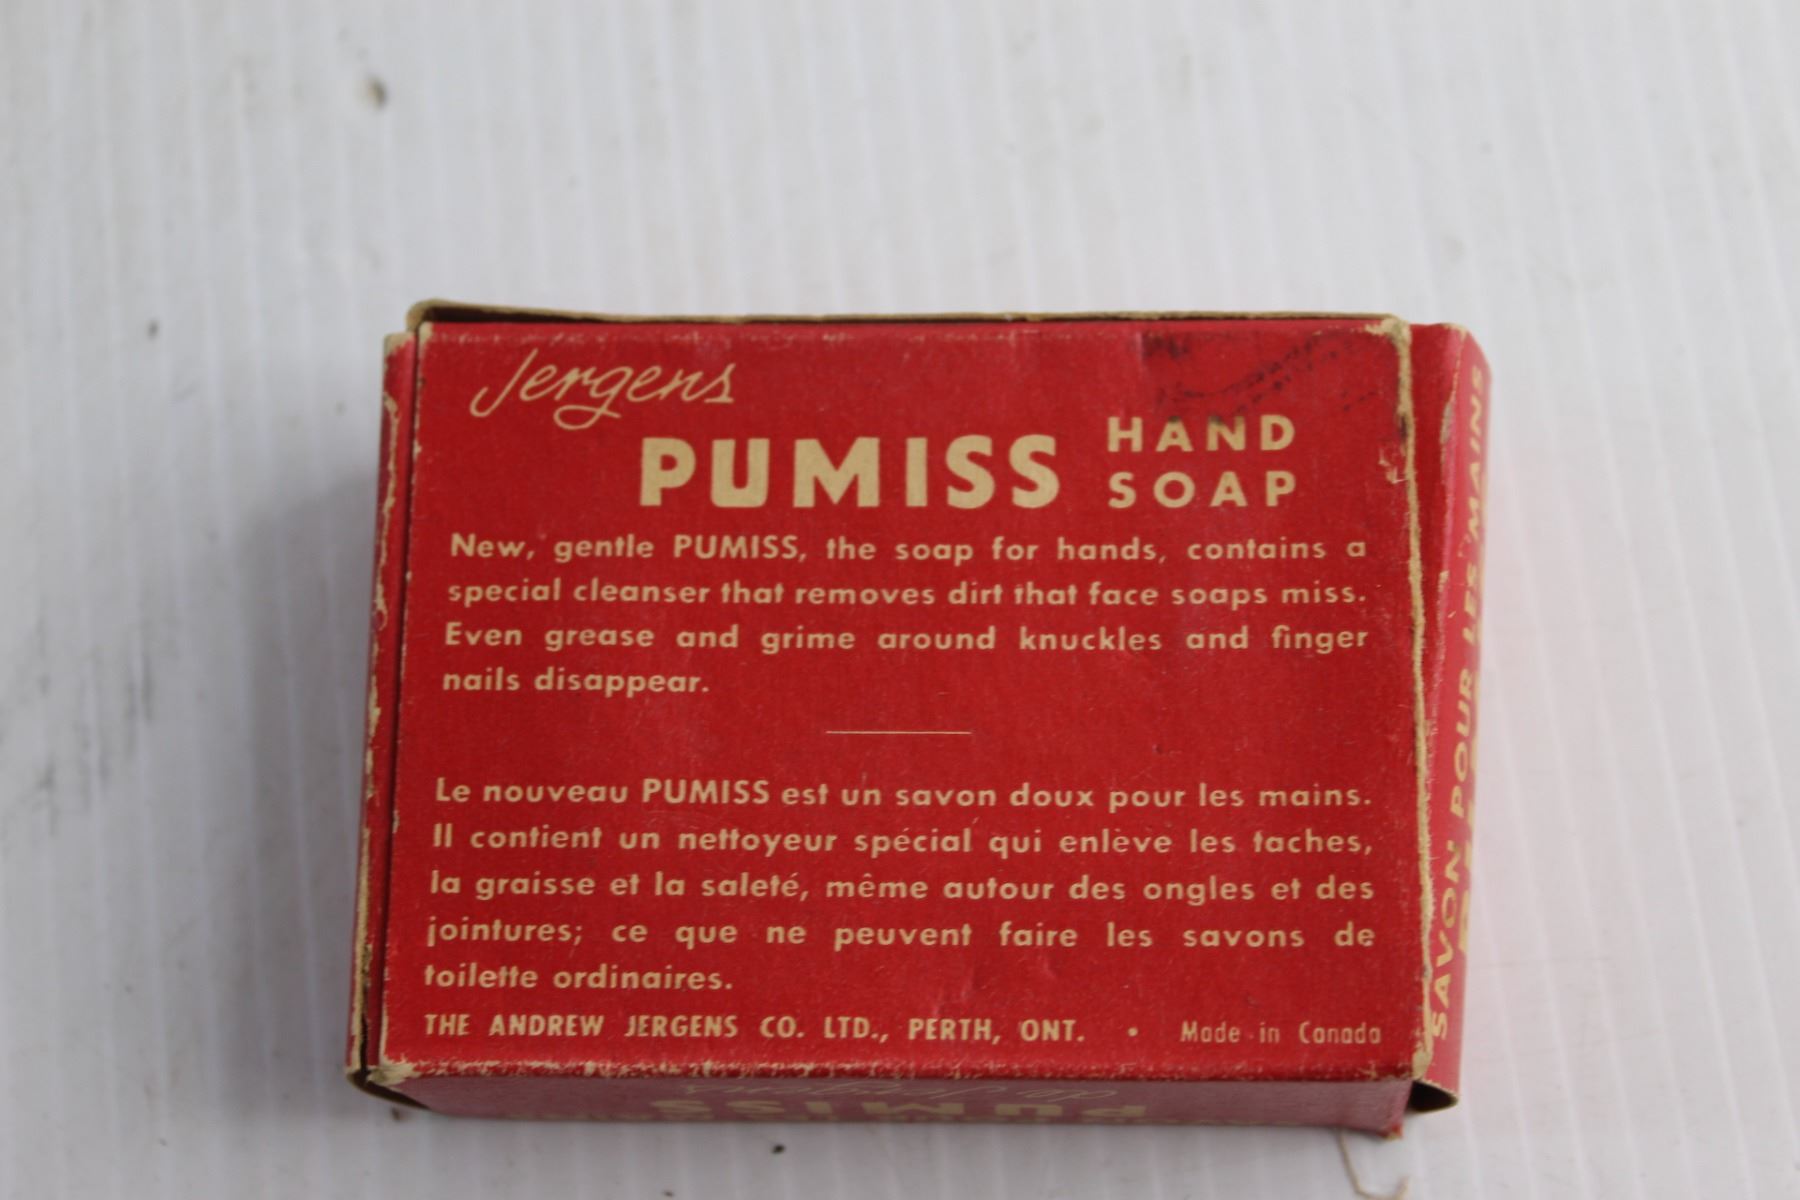 Jergens
PUMISS HAND SOAP
New, gentle PUMISS, the soap for hands, contains a
special cleanser that removes dirt that face soaps miss.
Even grease and grime around knuckles and finger
nails disappear.
Le nouveau PUMISS est un savon doux pour les mains.
Il contient un nettoyeur spécial qui enlève les taches,
la graisse et la saleté, même autour des ongles et des
jointures; ce que ne peuvent faire les savons de
toilette ordinaires.
THE ANDREW JERGENS CO. LTD., PERTH, ONT. • Made in Canada
SAVON POUR LES MAINS
PUMISS